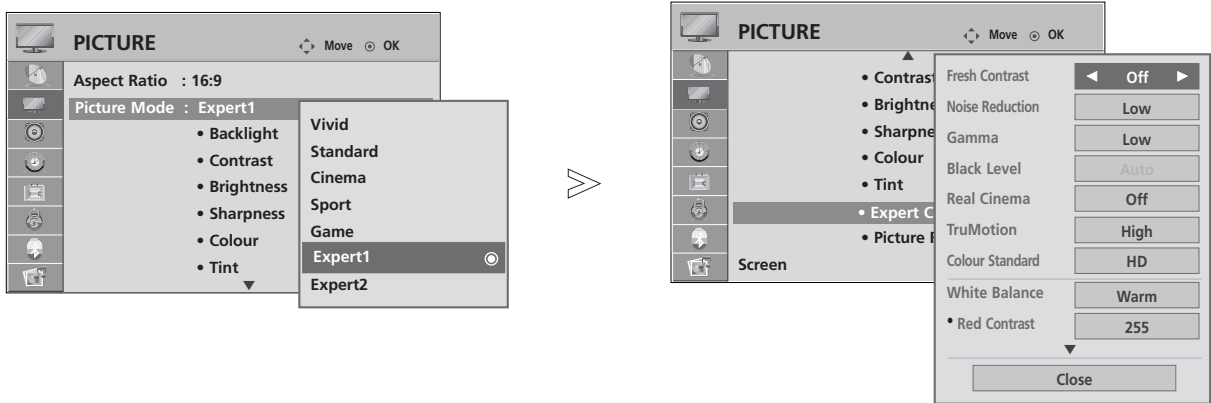 PICTURE
Move OK
Aspect Ratio : 16:9
Picture Mode : Expert1
• Backlight
• Contrast
• Brightness
• Sharpness
• Colour
• Tint
Vivid
Standard
Cinema
Sport
Game
Expert1
Expert2
PICTURE
Move OK
• Contrast
• Brightne
• Sharpne
• Colour
• Tint
• Expert C
• Picture
Screen
Fresh Contrast Off
Noise Reduction Low
Gamma Low
Black Level Auto
Real Cinema Off
TruMotion High
Colour Standard HD
White Balance Warm
• Red Contrast 255
Close